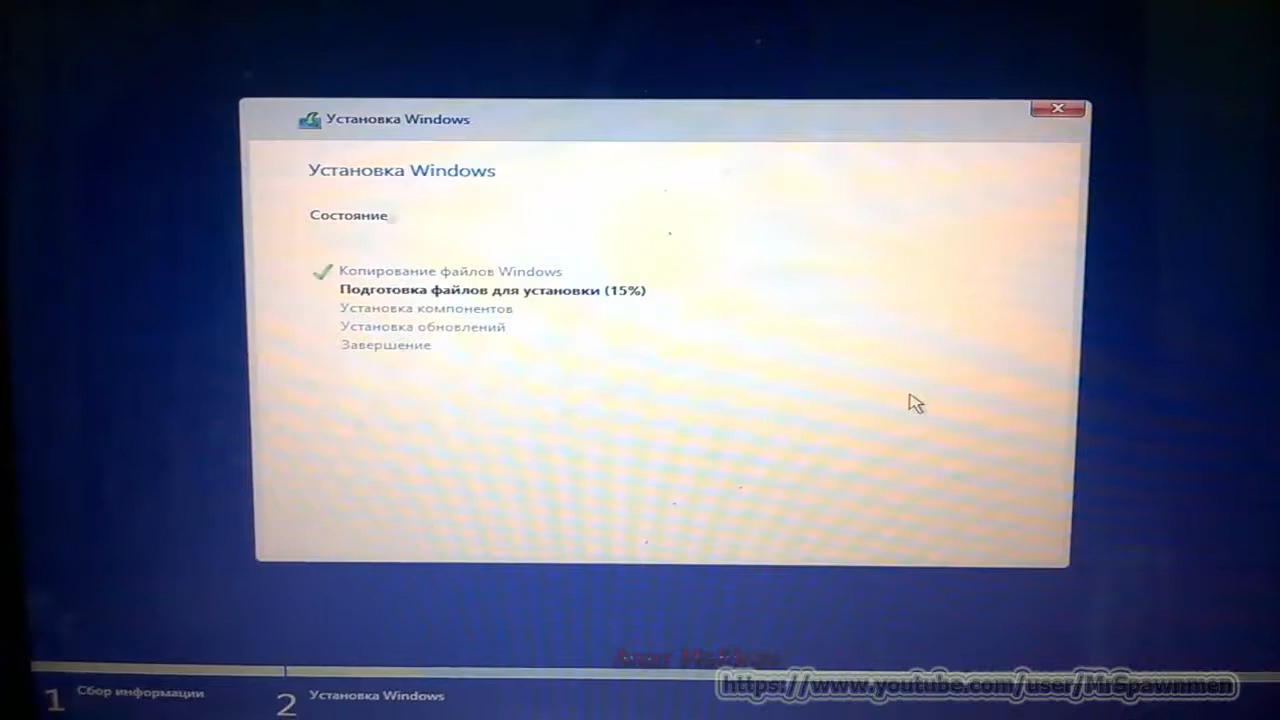 Установка Windows
Установка Windows
Состояние
Копирование файлов Windows
Подготовка файлов для установки (15%)
Установка компонентов
Установка обновлений
Завершение
1 Сбор информации
2 Установка Windows
https://www.youtube.com/user/MrSpawnmen